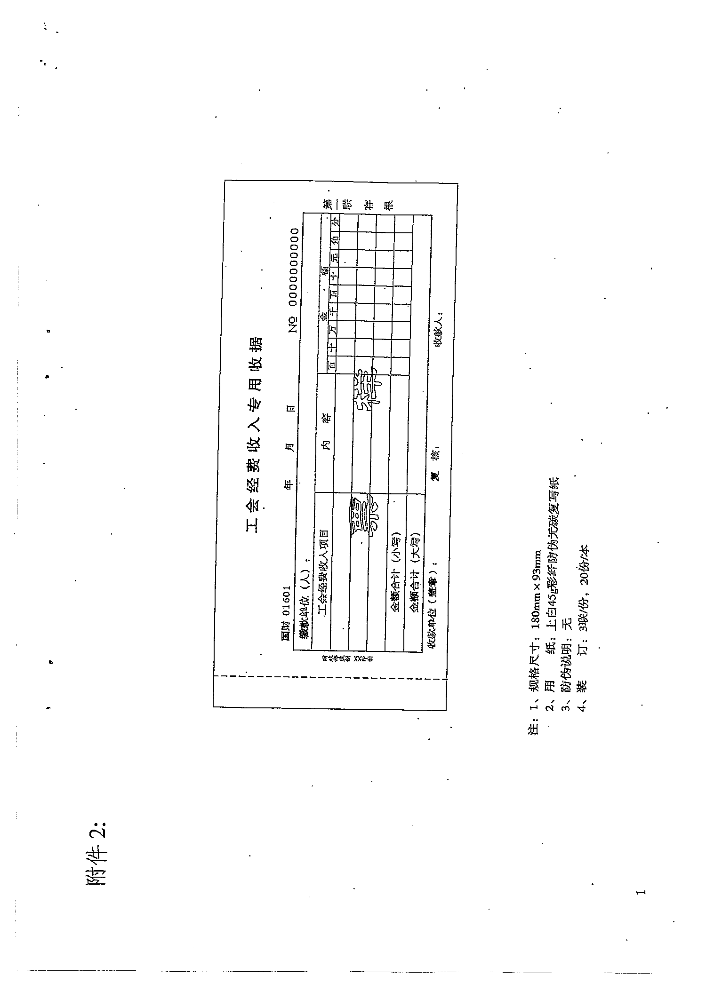 附件 2:
工会经费收入专用收据
国财 01601 年 月 日 NO 0000000000
缴款单位（人）:
工会经费收入项目 内 容 金 额
百 十 万 千 百 十 元 角 分
票 样
金额合计（小写）
金额合计（大写）
收款单位（盖章）: 复 核: 收款人:
第一联 存 根
注: 1、规格尺寸: 180mm×93mm
2、用 纸: 上白45g彩纤防伪无碳复写纸
3、防伪说明: 无
4、装 订: 3联/份，20份/本
1